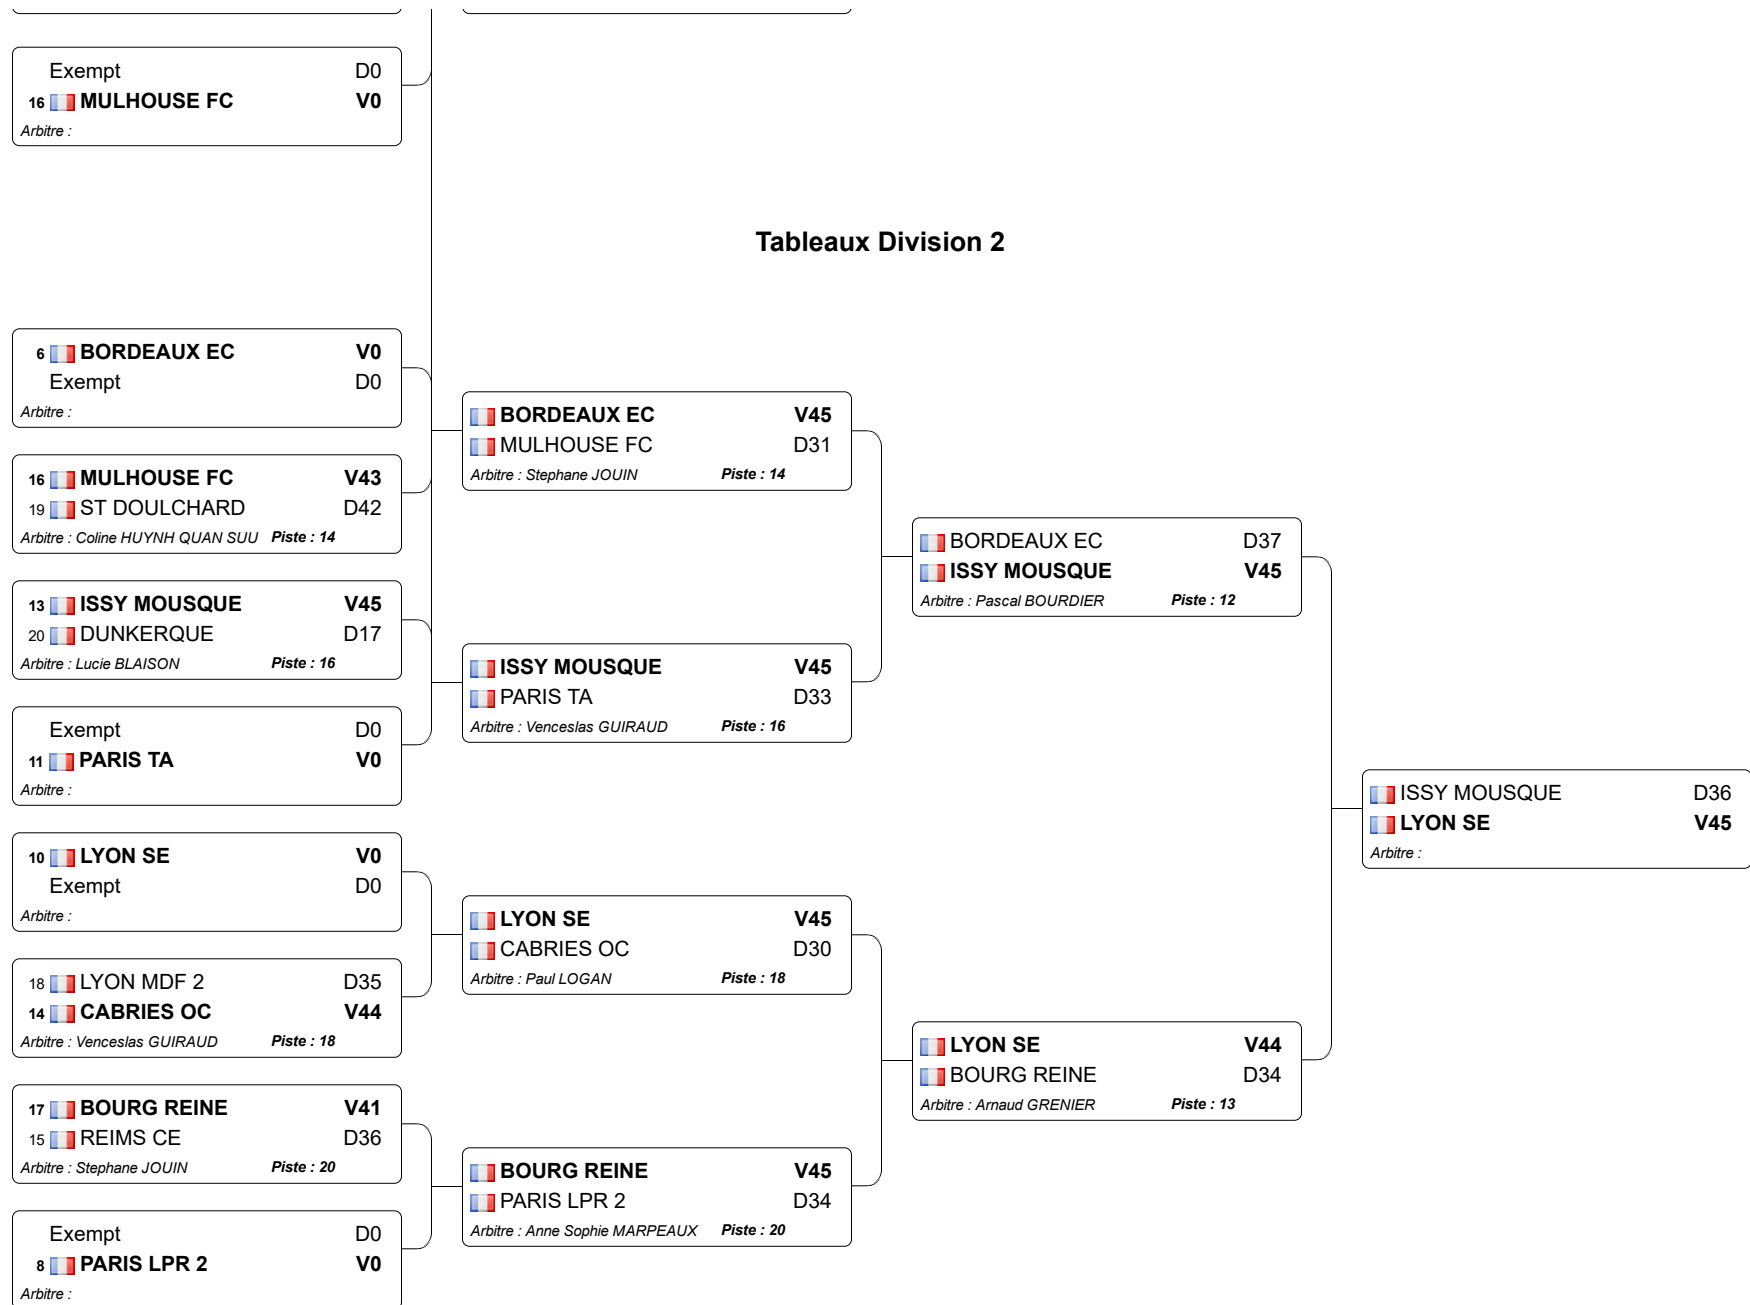 Exempt D0
16 MULHOUSE FC V0
Arbitre :
Tableaux Division 2
6 BORDEAUX EC V0
Exempt D0
Arbitre :
16 MULHOUSE FC V43
19 ST DOULCHARD D42
Arbitre : Coline HUYNH QUAN SUU Piste : 14
13 ISSY MOUSQUE V45
20 DUNKERQUE D17
Arbitre : Lucie BLAISON Piste : 16
Exempt D0
11 PARIS TA V0
Arbitre :
10 LYON SE V0
Exempt D0
Arbitre :
18 LYON MDF 2 D35
14 CABRIES OC V44
Arbitre : Venceslas GUIRAUD Piste : 18
17 BOURG REINE V41
15 REIMS CE D36
Arbitre : Stephane JOUIN Piste : 20
Exempt D0
8 PARIS LPR 2 V0
Arbitre :
BORDEAUX EC V45
MULHOUSE FC D31
Arbitre : Stephane JOUIN Piste : 14
ISSY MOUSQUE V45
PARIS TA D33
Arbitre : Venceslas GUIRAUD Piste : 16
LYON SE V45
CABRIES OC D30
Arbitre : Paul LOGAN Piste : 18
BOURG REINE V45
PARIS LPR 2 D34
Arbitre : Anne Sophie MARPEAUX Piste : 20
BORDEAUX EC D37
ISSY MOUSQUE V45
Arbitre : Pascal BOURDIER Piste : 12
LYON SE V44
BOURG REINE D34
Arbitre : Arnaud GRENIER Piste : 13
ISSY MOUSQUE D36
LYON SE V45
Arbitre :